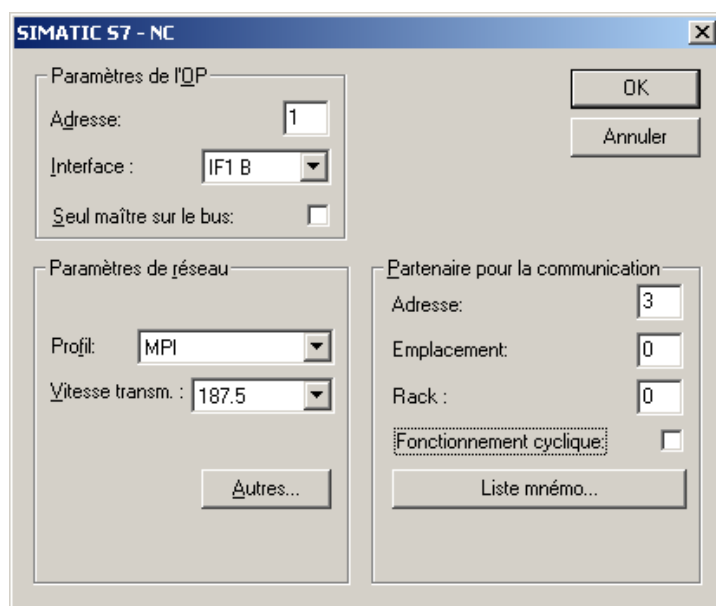 SIMATIC S7 - NC
Paramètres de l'OP
Adresse: 1
Interface : IF1 B
Seul maître sur le bus:
OK
Annuler
Paramètres de réseau
Profil: MPI
Vitesse transm. : 187.5
Autres...
Partenaire pour la communication
Adresse: 3
Emplacement: 0
Rack : 0
Fonctionnement cyclique:
Liste mnémo...